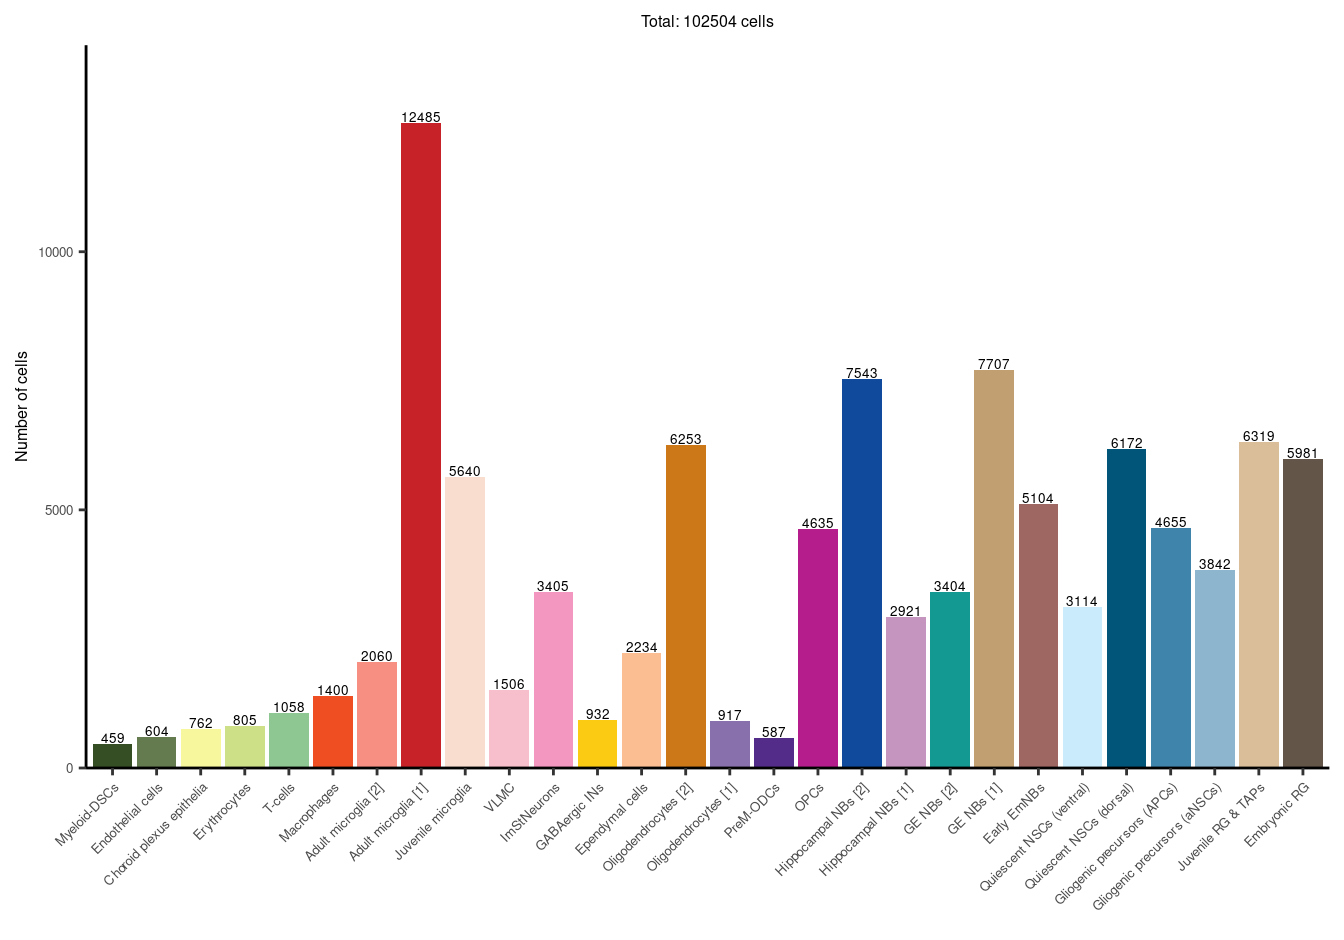 Total: 102504 cells
Number of cells
10000
5000
0
459
604
762
805
1058
1400
2060
12485
5640
1506
3405
932
2234
6253
917
587
4635
7543
2921
3404
7707
5104
3114
6172
4655
3842
6319
5981
Myeloid-DSCs
Endothelial cells
Choroid plexus epithelia
Erythrocytes
T-cells
Macrophages
Adult microglia [2]
Adult microglia [1]
Juvenile microglia
VLMC
ImStNeurons
GABAergic INs
Ependymal cells
Oligodendrocytes [2]
Oligodendrocytes [1]
PreM-ODCs
OPCs
Hippocampal NBs [2]
Hippocampal NBs [1]
GE NBs [2]
GE NBs [1]
Early EmNBs
Quiescent NSCs (ventral)
Quiescent NSCs (dorsal)
Gliogenic precursors (APCs)
Gliogenic precursors (aNSCs)
Juvenile RG & TAPs
Embryonic RG